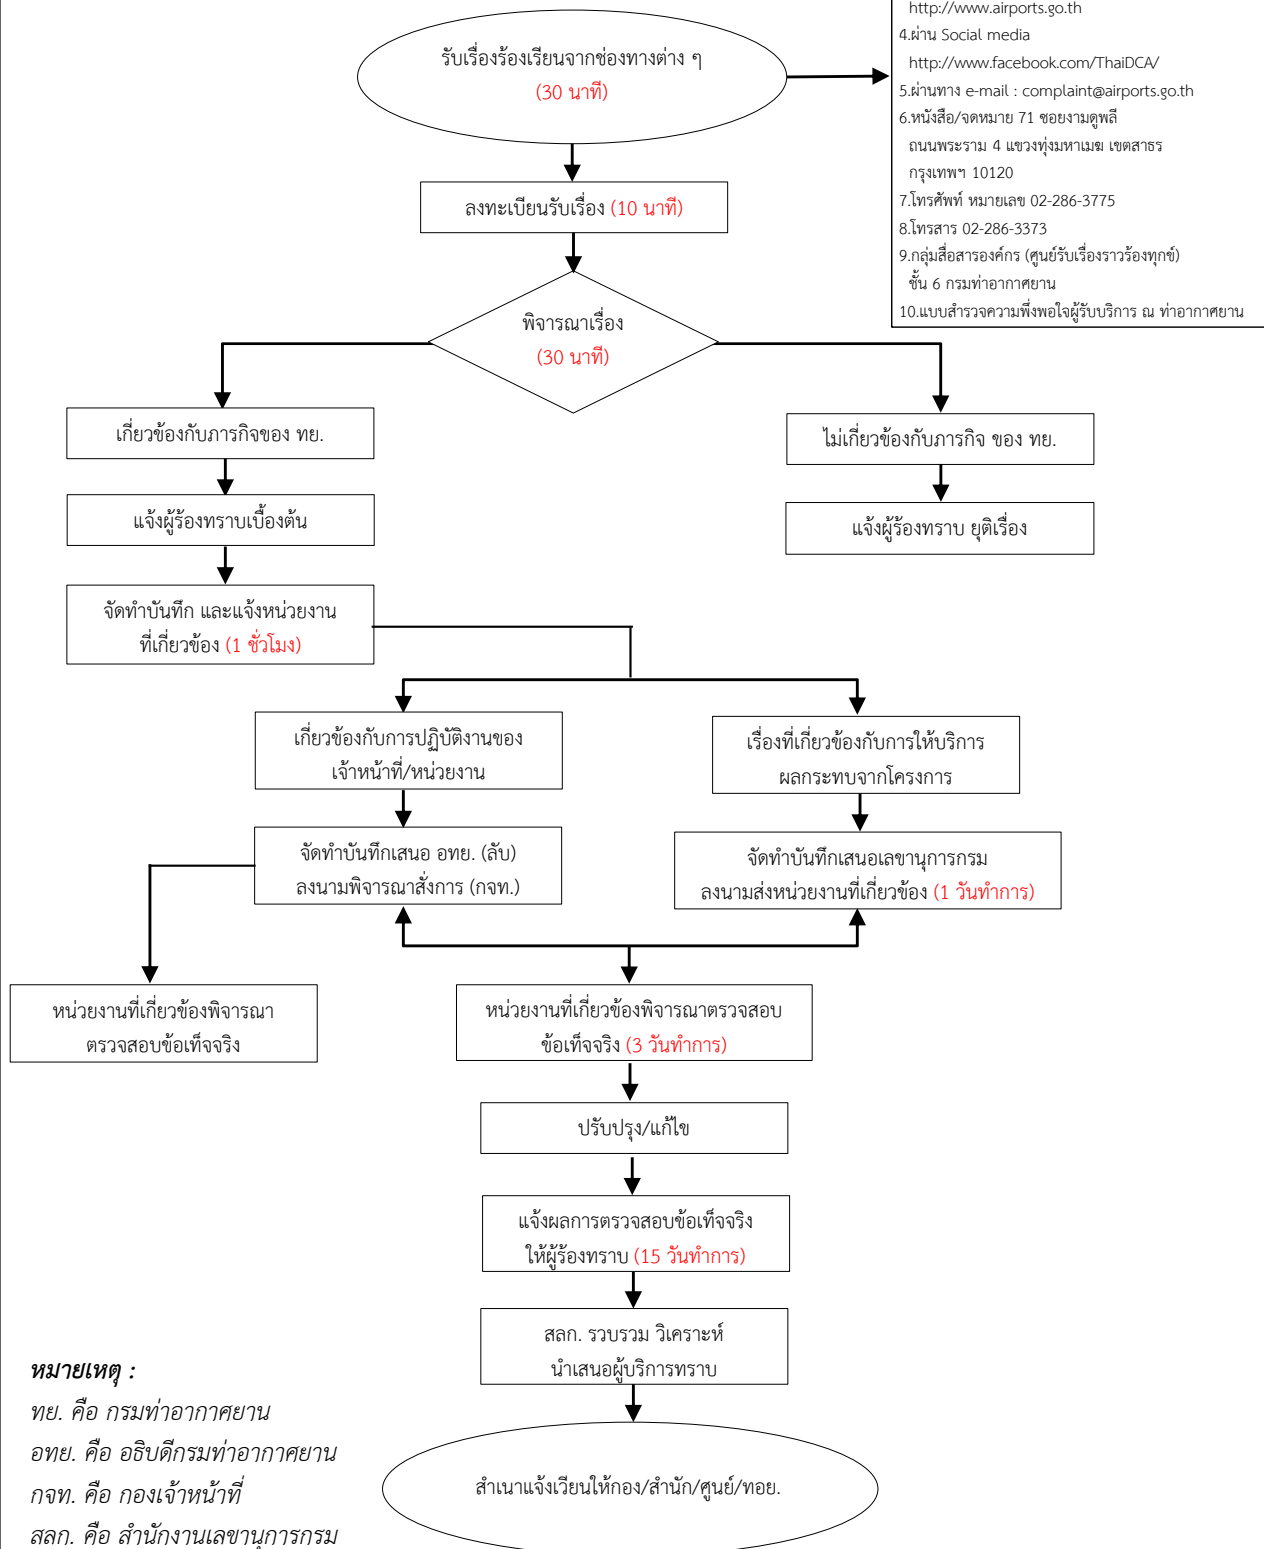 http://www.airports.go.th
4.ผ่าน Social media
http://www.facebook.com/ThaiDCA/
5.ผ่านทาง e-mail : complaint@airports.go.th
6.หนังสือ/จดหมาย 71 ซอยงามดูพลี
ถนนพระราม 4 แขวงทุ่งมหาเมฆ เขตสาธร
กรุงเทพฯ 10120
7.โทรศัพท์ หมายเลข 02-286-3775
8.โทรสาร 02-286-3373
9.กลุ่มสื่อสารองค์กร (ศูนย์รับเรื่องราวร้องทุกข์)
ชั้น 6 กรมท่าอากาศยาน
10.แบบสำรวจความพึ่งพอใจผู้รับบริการ ณ ท่าอากาศยาน
รับเรื่องร้องเรียนจากช่องทางต่าง ๆ
(30 นาที)
ลงทะเบียนรับเรื่อง (10 นาที)
พิจารณาเรื่อง
(30 นาที)
เกี่ยวข้องกับภารกิจของ ทย.
ไม่เกี่ยวข้องกับภารกิจ ของ ทย.
แจ้งผู้ร้องทราบเบื้องต้น
แจ้งผู้ร้องทราบ ยุติเรื่อง
จัดทำบันทึก และแจ้งหน่วยงาน
ที่เกี่ยวข้อง (1 ชั่วโมง)
เกี่ยวข้องกับการปฏิบัติงานของ
เจ้าหน้าที่/หน่วยงาน
เรื่องที่เกี่ยวข้องกับการให้บริการ
ผลกระทบจากโครงการ
จัดทำบันทึกเสนอ อทย. (ลับ)
ลงนามพิจารณาสั่งการ (กจท.)
จัดทำบันทึกเสนอเลขานุการกรม
ลงนามส่งหน่วยงานที่เกี่ยวข้อง (1 วันทำการ)
หน่วยงานที่เกี่ยวข้องพิจารณา
ตรวจสอบข้อเท็จจริง
หน่วยงานที่เกี่ยวข้องพิจารณาตรวจสอบ
ข้อเท็จจริง (3 วันทำการ)
ปรับปรุง/แก้ไข
แจ้งผลการตรวจสอบข้อเท็จจริง
ให้ผู้ร้องทราบ (15 วันทำการ)
สลก. รวบรวม วิเคราะห์
นำเสนอผู้บริการทราบ
สำเนาแจ้งเวียนให้กอง/สำนัก/ศูนย์/ทอย.
หมายเหตุ :
ทย. คือ กรมท่าอากาศยาน
อทย. คือ อธิบดีกรมท่าอากาศยาน
กจท. คือ กองเจ้าหน้าที่
สลก. คือ สำนักงานเลขานุการกรม